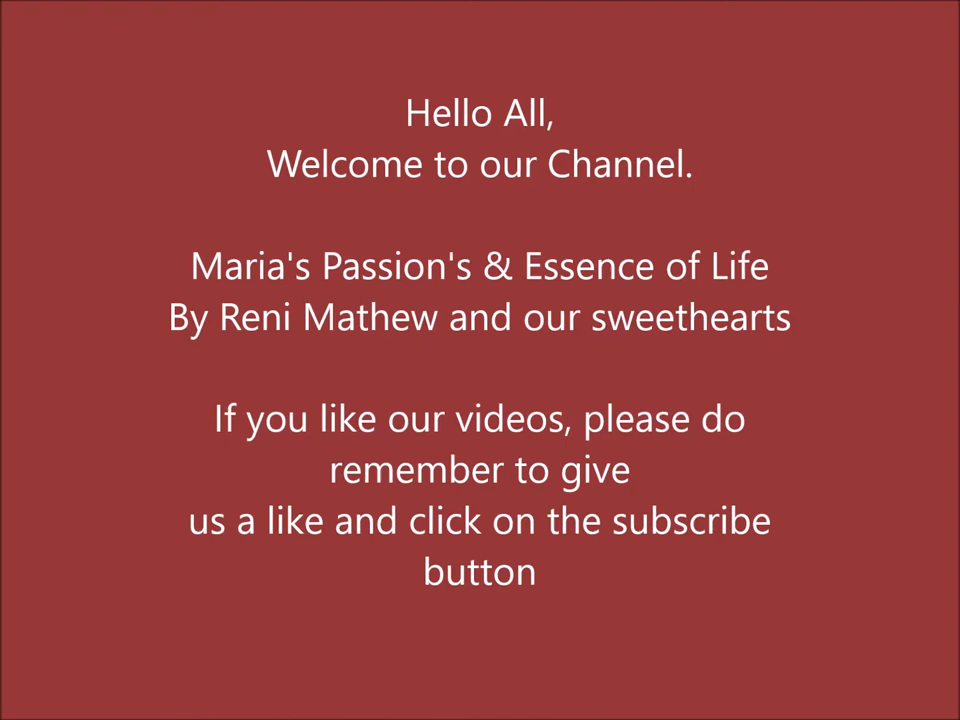 Hello All,
Welcome to our Channel.
Maria's Passion's & Essence of Life
By Reni Mathew and our sweethearts
If you like our videos, please do
remember to give
us a like and click on the subscribe
button